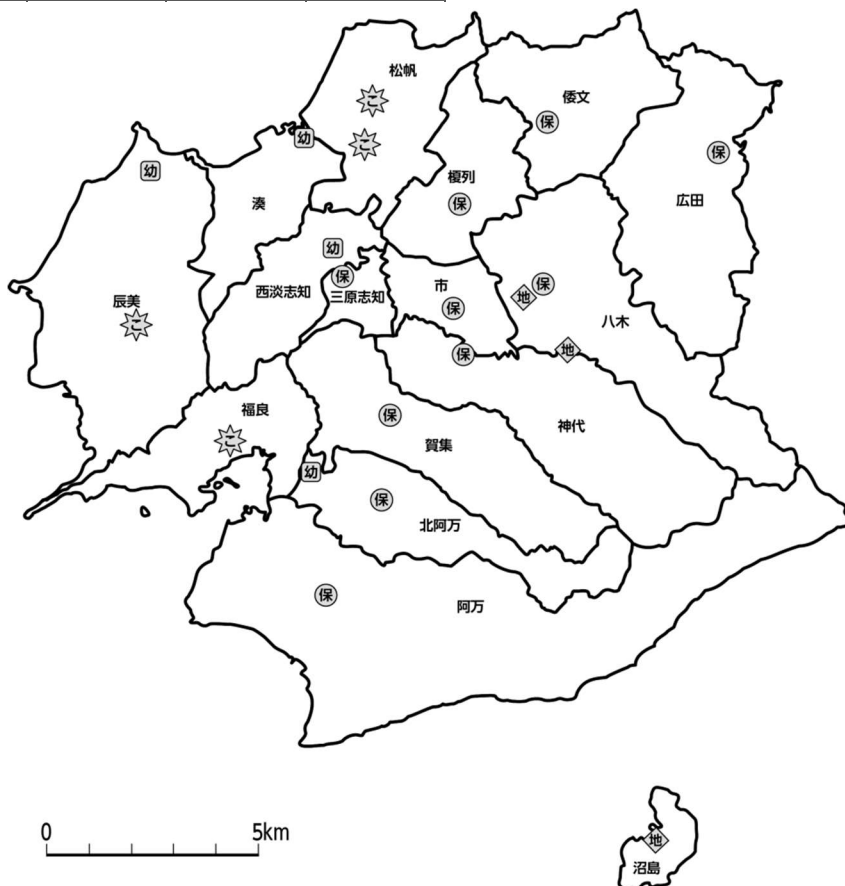 松帆
こ
こ
倭文
保
幼
保
幼
榎列
保
広田
湊
幼
保
西淡志知
三原志知
市
保
地
保
辰美
こ
八木
保
地
福良
こ
賀集
保
神代
幼
保
北阿万
保
阿万
0
5km
地
沼島